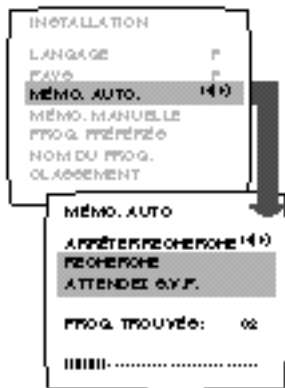 INSTALLATION
LANGAGE F
PAYS F
MÉMO. AUTO.
MÉMO. MANUELLE
PROG. PRÉFÉRÉS
NOM DU PROG.
CLASSEMENT
MÉMO. AUTO
ARRÊTER RECHERCHE
RECHERCHE
ATTENDEZ S.V.P.
PROG. TROUVÉS: 02